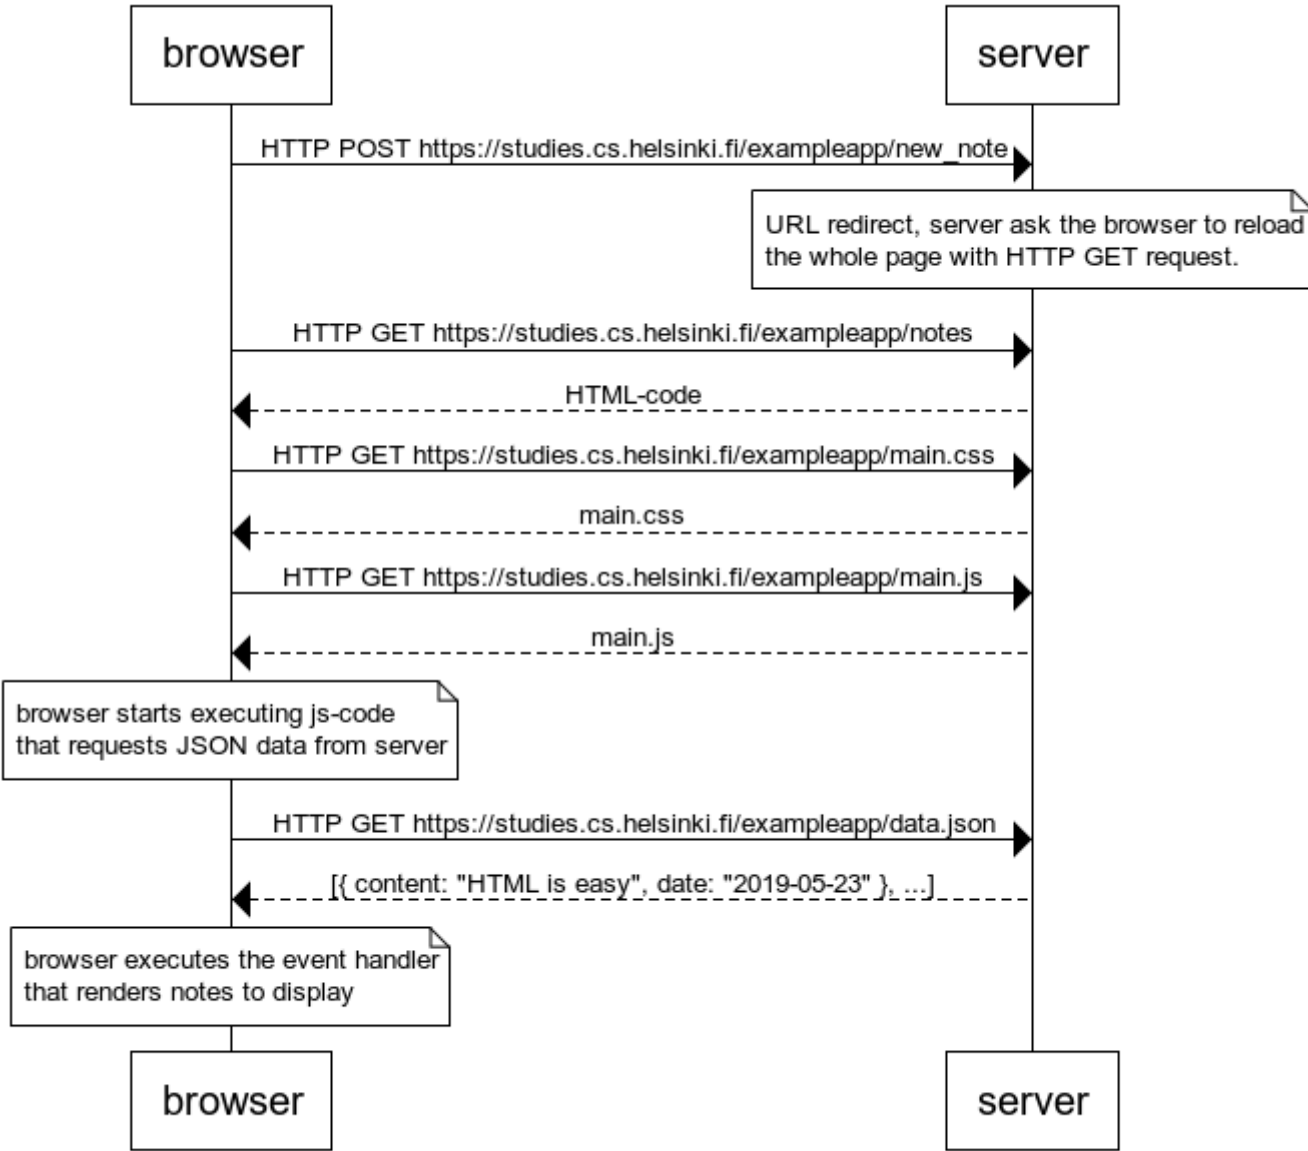 browser
server
HTTP POST https://studies.cs.helsinki.fi/exampleapp/new_note
URL redirect, server ask the browser to reload
the whole page with HTTP GET request.
HTTP GET https://studies.cs.helsinki.fi/exampleapp/notes
HTML-code
HTTP GET https://studies.cs.helsinki.fi/exampleapp/main.css
main.css
HTTP GET https://studies.cs.helsinki.fi/exampleapp/main.js
main.js
browser starts executing js-code
that requests JSON data from server
HTTP GET https://studies.cs.helsinki.fi/exampleapp/data.json
[{ content: "HTML is easy", date: "2019-05-23" }, ...]
browser executes the event handler
that renders notes to display
browser
server